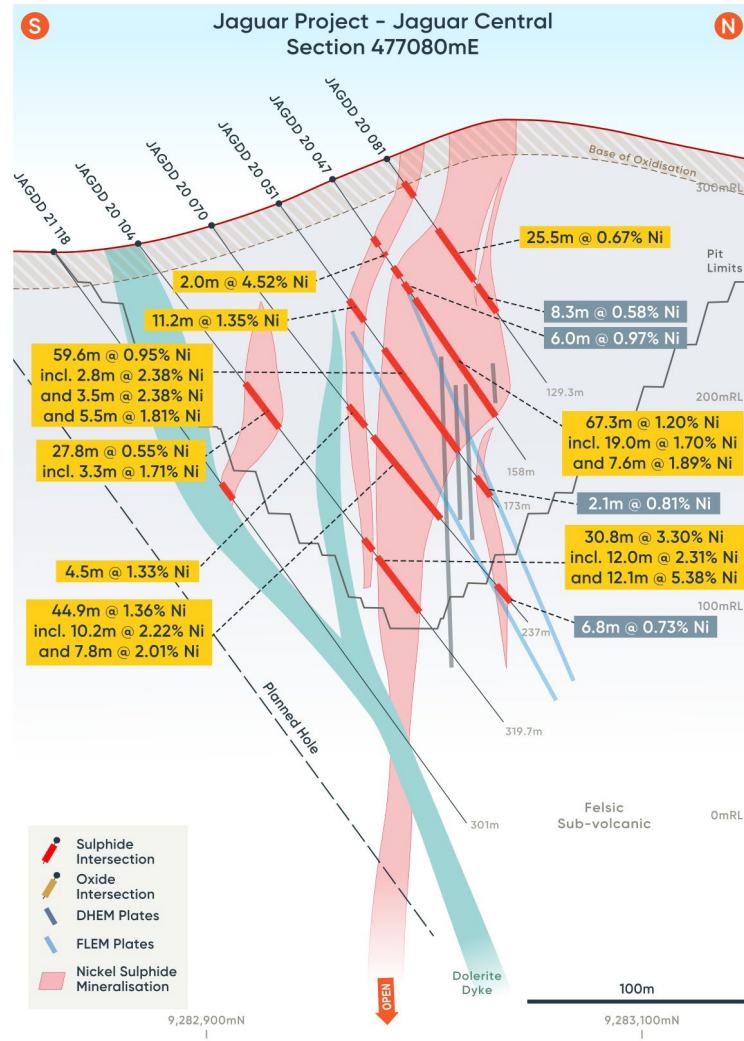 S
Jaguar Project - Jaguar Central
Section 477080mE
N
JAGDD 21 118
JAGDD 20 104
JAGDD 20 070
JAGDD 20 051
JAGDD 20 047
JAGDD 20 081
Base of Oxidisation
300mRL
25.5m @ 0.67% Ni
Pit
Limits
2.0m @ 4.52% Ni
8.3m @ 0.58% Ni
11.2m @ 1.35% Ni
6.0m @ 0.97% Ni
59.6m @ 0.95% Ni
incl. 2.8m @ 2.38% Ni
and 3.5m @ 2.38% Ni
and 5.5m @ 1.81% Ni
129.3m
200mRL
67.3m @ 1.20% Ni
incl. 19.0m @ 1.70% Ni
and 7.6m @ 1.89% Ni
27.8m @ 0.55% Ni
incl. 3.3m @ 1.71% Ni
158m
173m
2.1m @ 0.81% Ni
30.8m @ 3.30% Ni
incl. 12.0m @ 2.31% Ni
and 12.1m @ 5.38% Ni
4.5m @ 1.33% Ni
44.9m @ 1.36% Ni
incl. 10.2m @ 2.22% Ni
and 7.8m @ 2.01% Ni
100mRL
237m
6.8m @ 0.73% Ni
Planned Hole
319.7m
301m
Felsic
Sub-volcanic
0mRL
Sulphide
Intersection
Oxide
Intersection
DHEM Plates
FLEM Plates
Nickel Sulphide
Mineralisation
Dolerite
Dyke
OPEN
100m
9,282,900mN
9,283,100mN